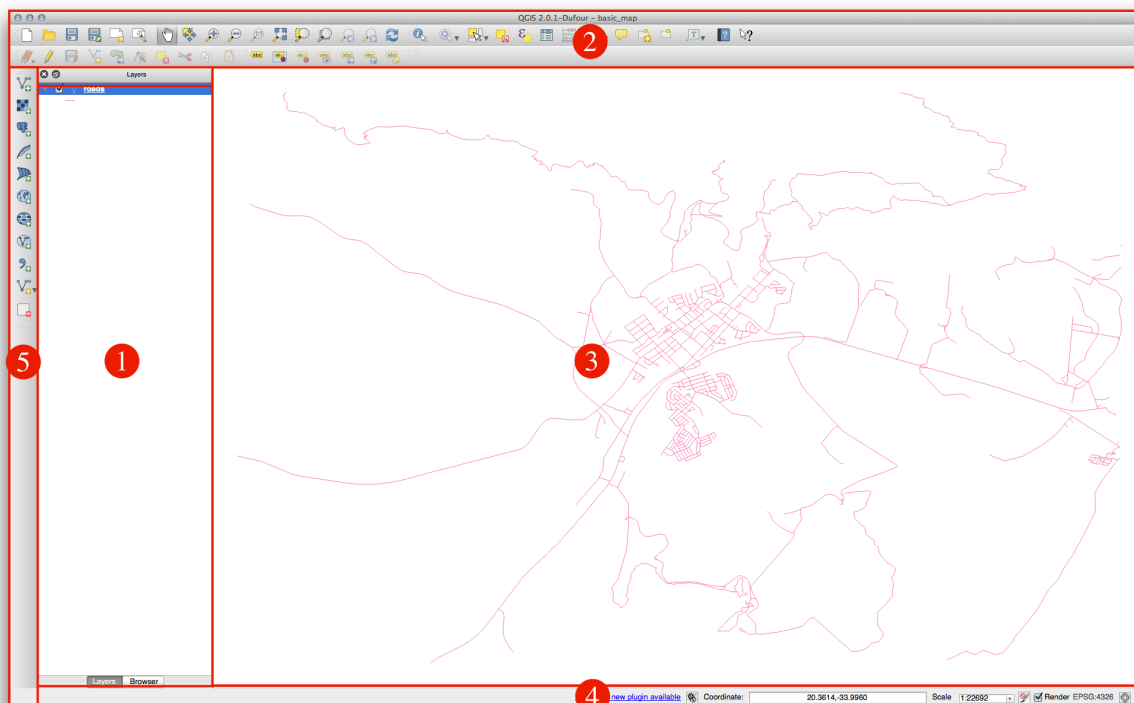 QGIS 2.0.1-Dufour - basic_map
2
Layers
roads
5
1
3
Layers Browser
4
new plugin available Coordinate: 20.3614,-33.9960 Scale 1:22692 Render EPSG:4326